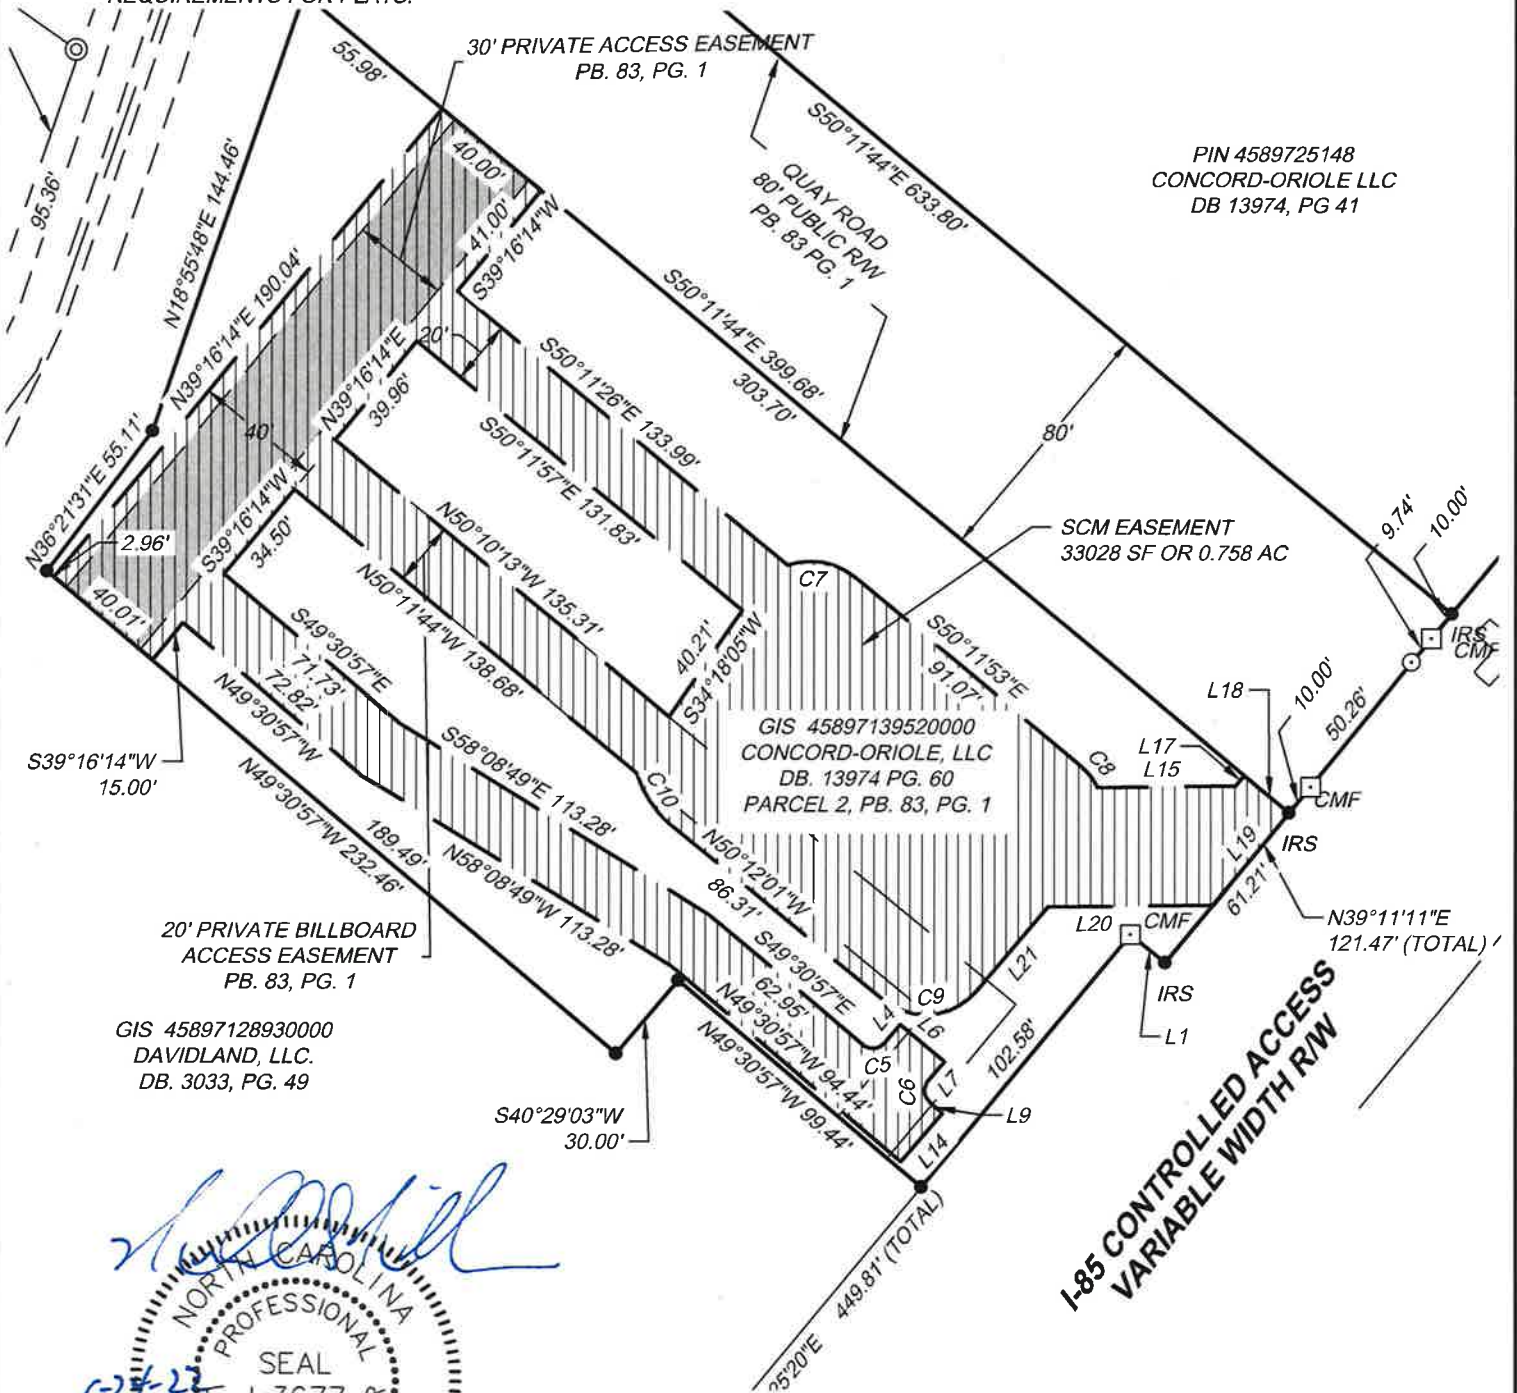 REQUIREMENTS FOR PLATS.
30' PRIVATE ACCESS EASEMENT
PB. 83, PG. 1
55.98'
40.00'
S50°11'44"E 633.80'
PIN 4589725148
CONCORD-ORIOLE LLC
DB 13974, PG 41
QUAY ROAD
80' PUBLIC R/W
PB. 83 PG. 1
95.36'
N18°55'48"E 144.46'
41.00'
S39°16'14"W
N39°16'14"E 190.04'
S50°11'44"E 399.68'
303.70'
20'
N39°16'14"E
39.96'
S50°11'26"E 133.99'
S50°11'57"E 131.83'
40'
80'
N36°21'31"E 55.11'
2.96'
40.01'
S39°16'14"W
34.50'
N50°10'13"W 135.31'
N50°11'44"W 138.68'
SCM EASEMENT
33028 SF OR 0.758 AC
9.74'
10.00'
C7
IRS
CMF
S49°30'57"E
71.73'
72.82'
N49°30'57"W
40.21'
S34°18'05"W
S50°11'53"E
91.07'
L18
10.00'
50.26'
S39°16'14"W
15.00'
S58°08'49"E 113.28'
C10
GIS 45897139520000
CONCORD-ORIOLE, LLC
DB. 13974 PG. 60
PARCEL 2, PB. 83, PG. 1
C8
L17
L15
CMF
N49°30'57"W 232.46'
189.49'
N58°08'49"W 113.28'
N50°12'01"W
86.31'
L19
IRS
61.21'
20' PRIVATE BILLBOARD
ACCESS EASEMENT
PB. 83, PG. 1
S49°30'57"E
62.95'
L20
CMF
N39°11'11"E
121.47' (TOTAL)
L21
IRS
L1
C9
L4
L6
GIS 45897128930000
DAVIDLAND, LLC.
DB. 3033, PG. 49
N49°30'57"W 94.44'
N49°30'57"W 99.44'
C5
C6
L7
L9
102.58'
S40°29'03"W
30.00'
L14
I-85 CONTROLLED ACCESS
VARIABLE WIDTH R/W
449.81' (TOTAL)
25'20"E
NORTH CAROLINA
PROFESSIONAL
SEAL